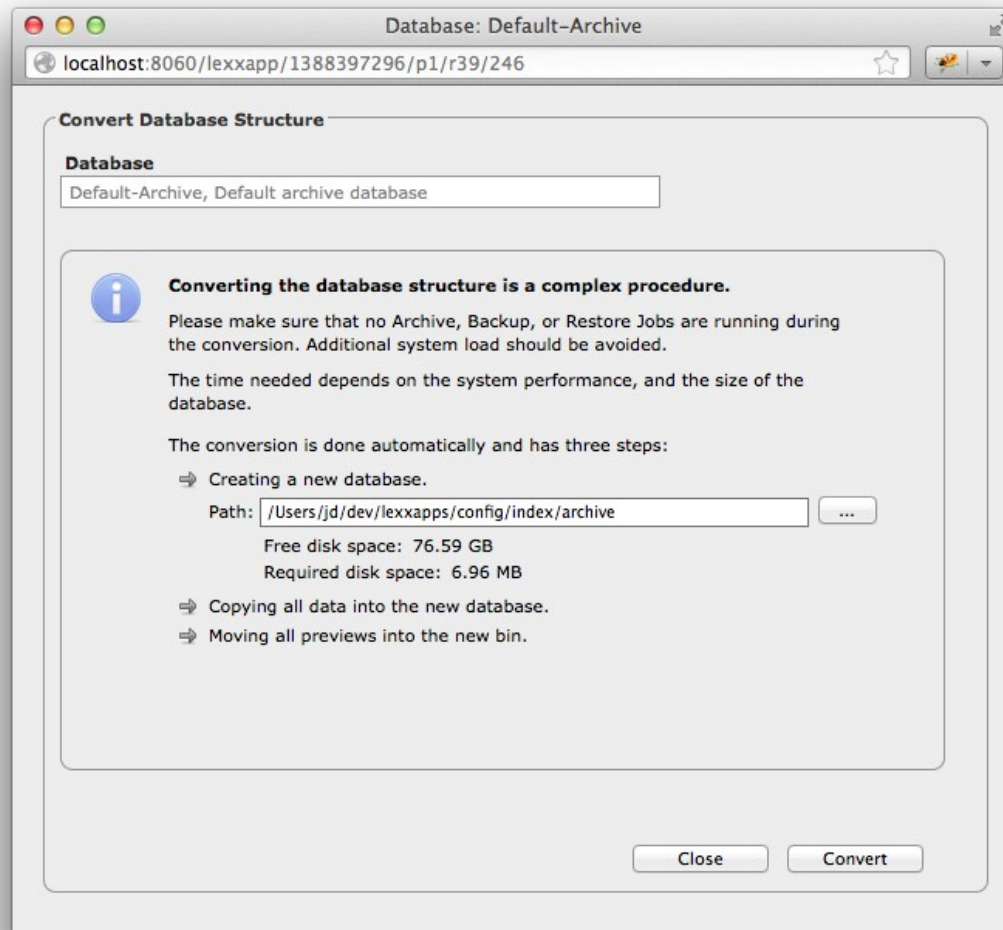 Database: Default-Archive
localhost:8060/lexxapp/1388397296/p1/r39/246
Convert Database Structure
Database
Default-Archive, Default archive database
Converting the database structure is a complex procedure.
Please make sure that no Archive, Backup, or Restore Jobs are running during
the conversion. Additional system load should be avoided.
The time needed depends on the system performance, and the size of the
database.
The conversion is done automatically and has three steps:
Creating a new database.
Path: /Users/jd/dev/lexxapps/config/index/archive ...
Free disk space: 76.59 GB
Required disk space: 6.96 MB
Copying all data into the new database.
Moving all previews into the new bin.
Close Convert